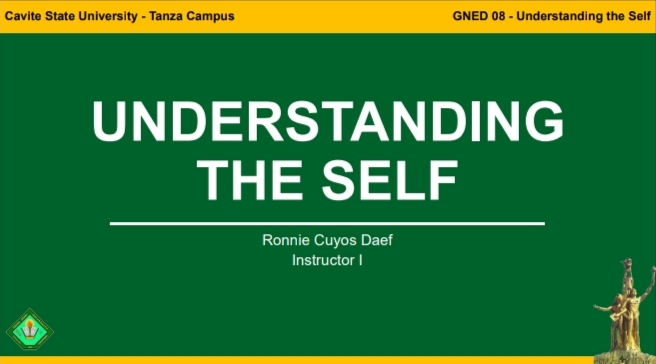 Cavite State University - Tanza Campus
GNED 08 - Understanding the Self
UNDERSTANDING
THE SELF
Ronnie Cuyos Daef
Instructor I